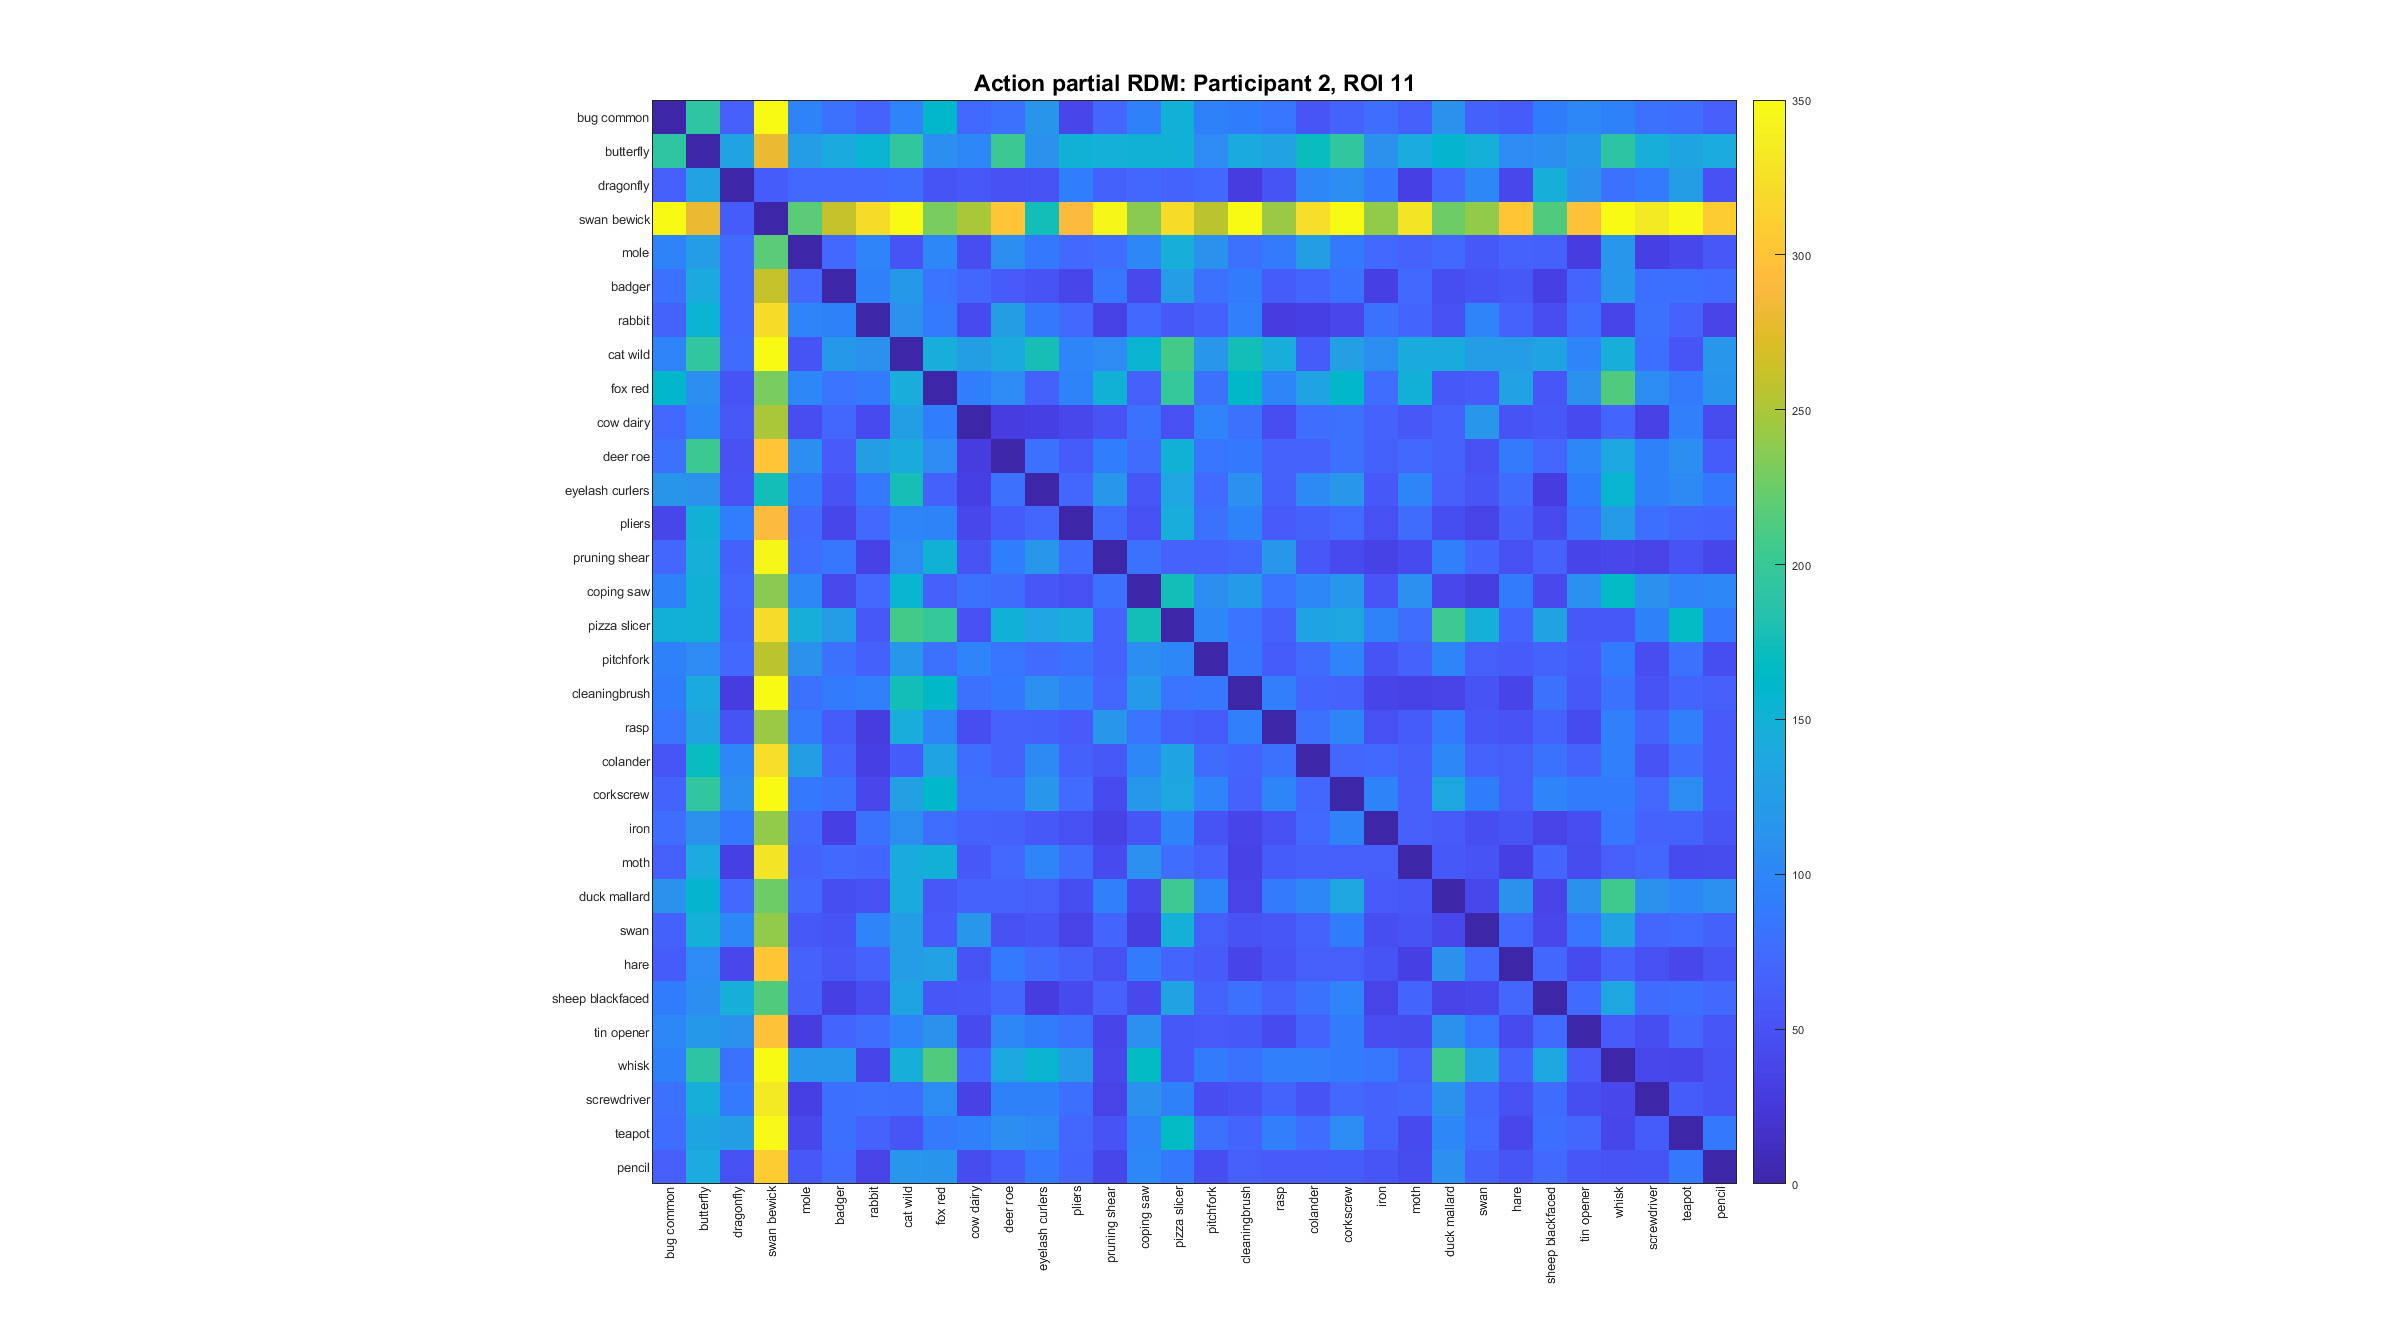 Action partial RDM: Participant 2, ROI 11
bug common
butterfly
dragonfly
swan bewick
mole
badger
rabbit
cat wild
fox red
cow dairy
deer roe
eyelash curlers
pliers
pruning shear
coping saw
pizza slicer
pitchfork
cleaningbrush
rasp
colander
corkscrew
iron
moth
duck mallard
swan
hare
sheep blackfaced
tin opener
whisk
screwdriver
teapot
pencil
bug common
butterfly
dragonfly
swan bewick
mole
badger
rabbit
cat wild
fox red
cow dairy
deer roe
eyelash curlers
pliers
pruning shear
coping saw
pizza slicer
pitchfork
cleaningbrush
rasp
colander
corkscrew
iron
moth
duck mallard
swan
hare
sheep blackfaced
tin opener
whisk
screwdriver
teapot
pencil
350
300
250
200
150
100
50
0